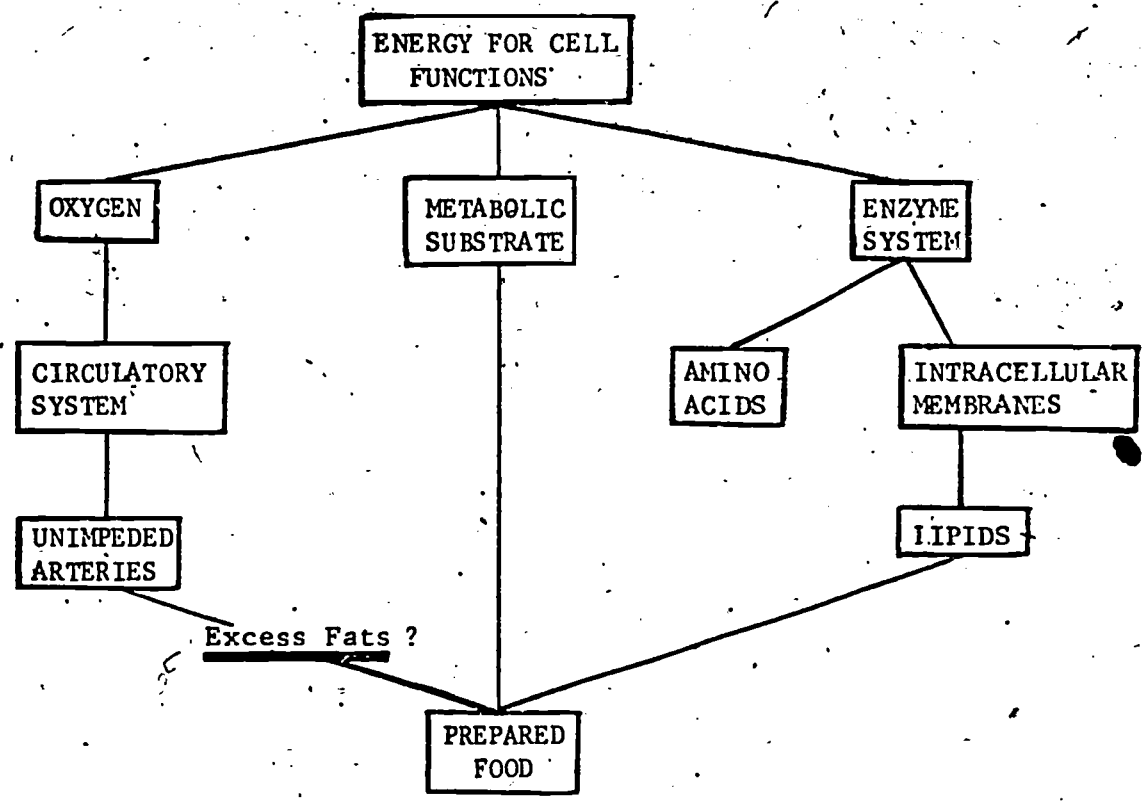 ENERGY FOR CELL
FUNCTIONS
OXYGEN
METABOLIC
SUBSTRATE
ENZYME
SYSTEM
CIRCULATORY
SYSTEM
AMINO
ACIDS
INTRACELLULAR
MEMBRANES
UNIMPEDED
ARTERIES
LIPIDS
Excess Fats ?
PREPARED
FOOD